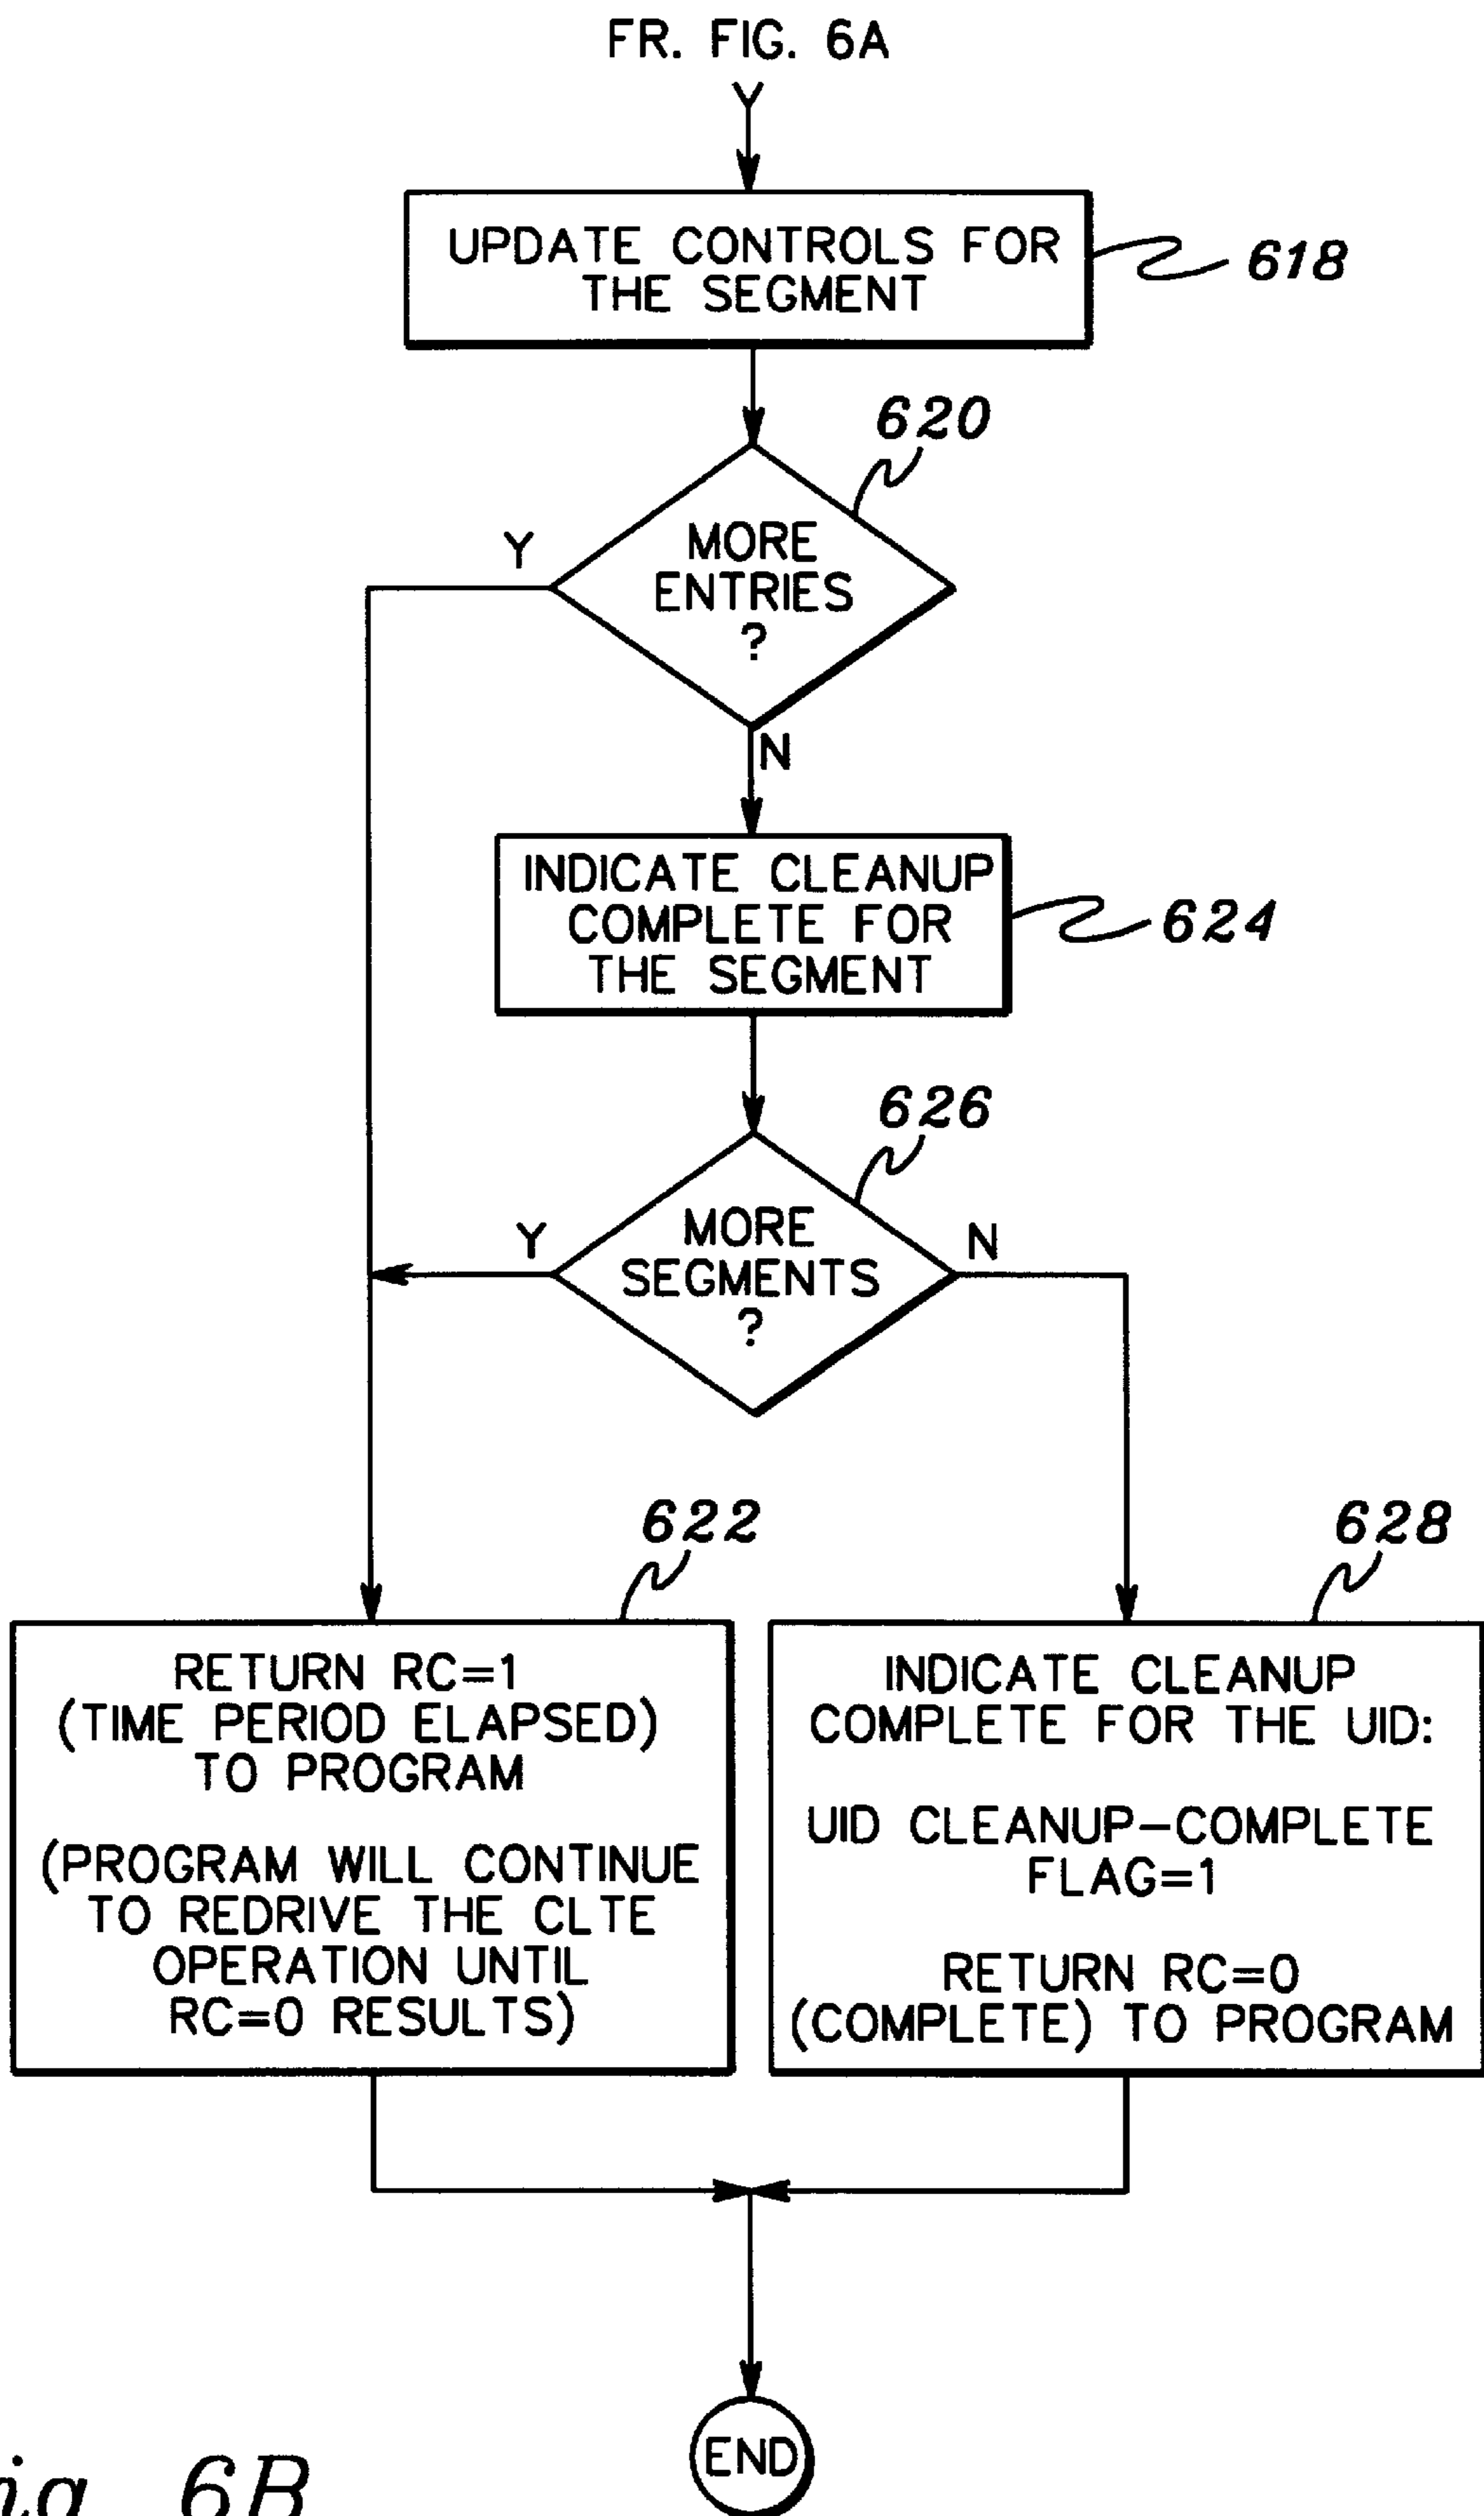 FR. FIG. 6A
UPDATE CONTROLS FOR
THE SEGMENT
618
620
MORE
ENTRIES
?
Y
N
INDICATE CLEANUP
COMPLETE FOR
THE SEGMENT
624
626
MORE
SEGMENTS
?
Y
N
622
RETURN RC=1
(TIME PERIOD ELAPSED)
TO PROGRAM
(PROGRAM WILL CONTINUE
TO REDRIVE THE CLTE
OPERATION UNTIL
RC=0 RESULTS)
628
INDICATE CLEANUP
COMPLETE FOR THE UID:
UID CLEANUP-COMPLETE
FLAG=1
RETURN RC=0
(COMPLETE) TO PROGRAM
END
6B